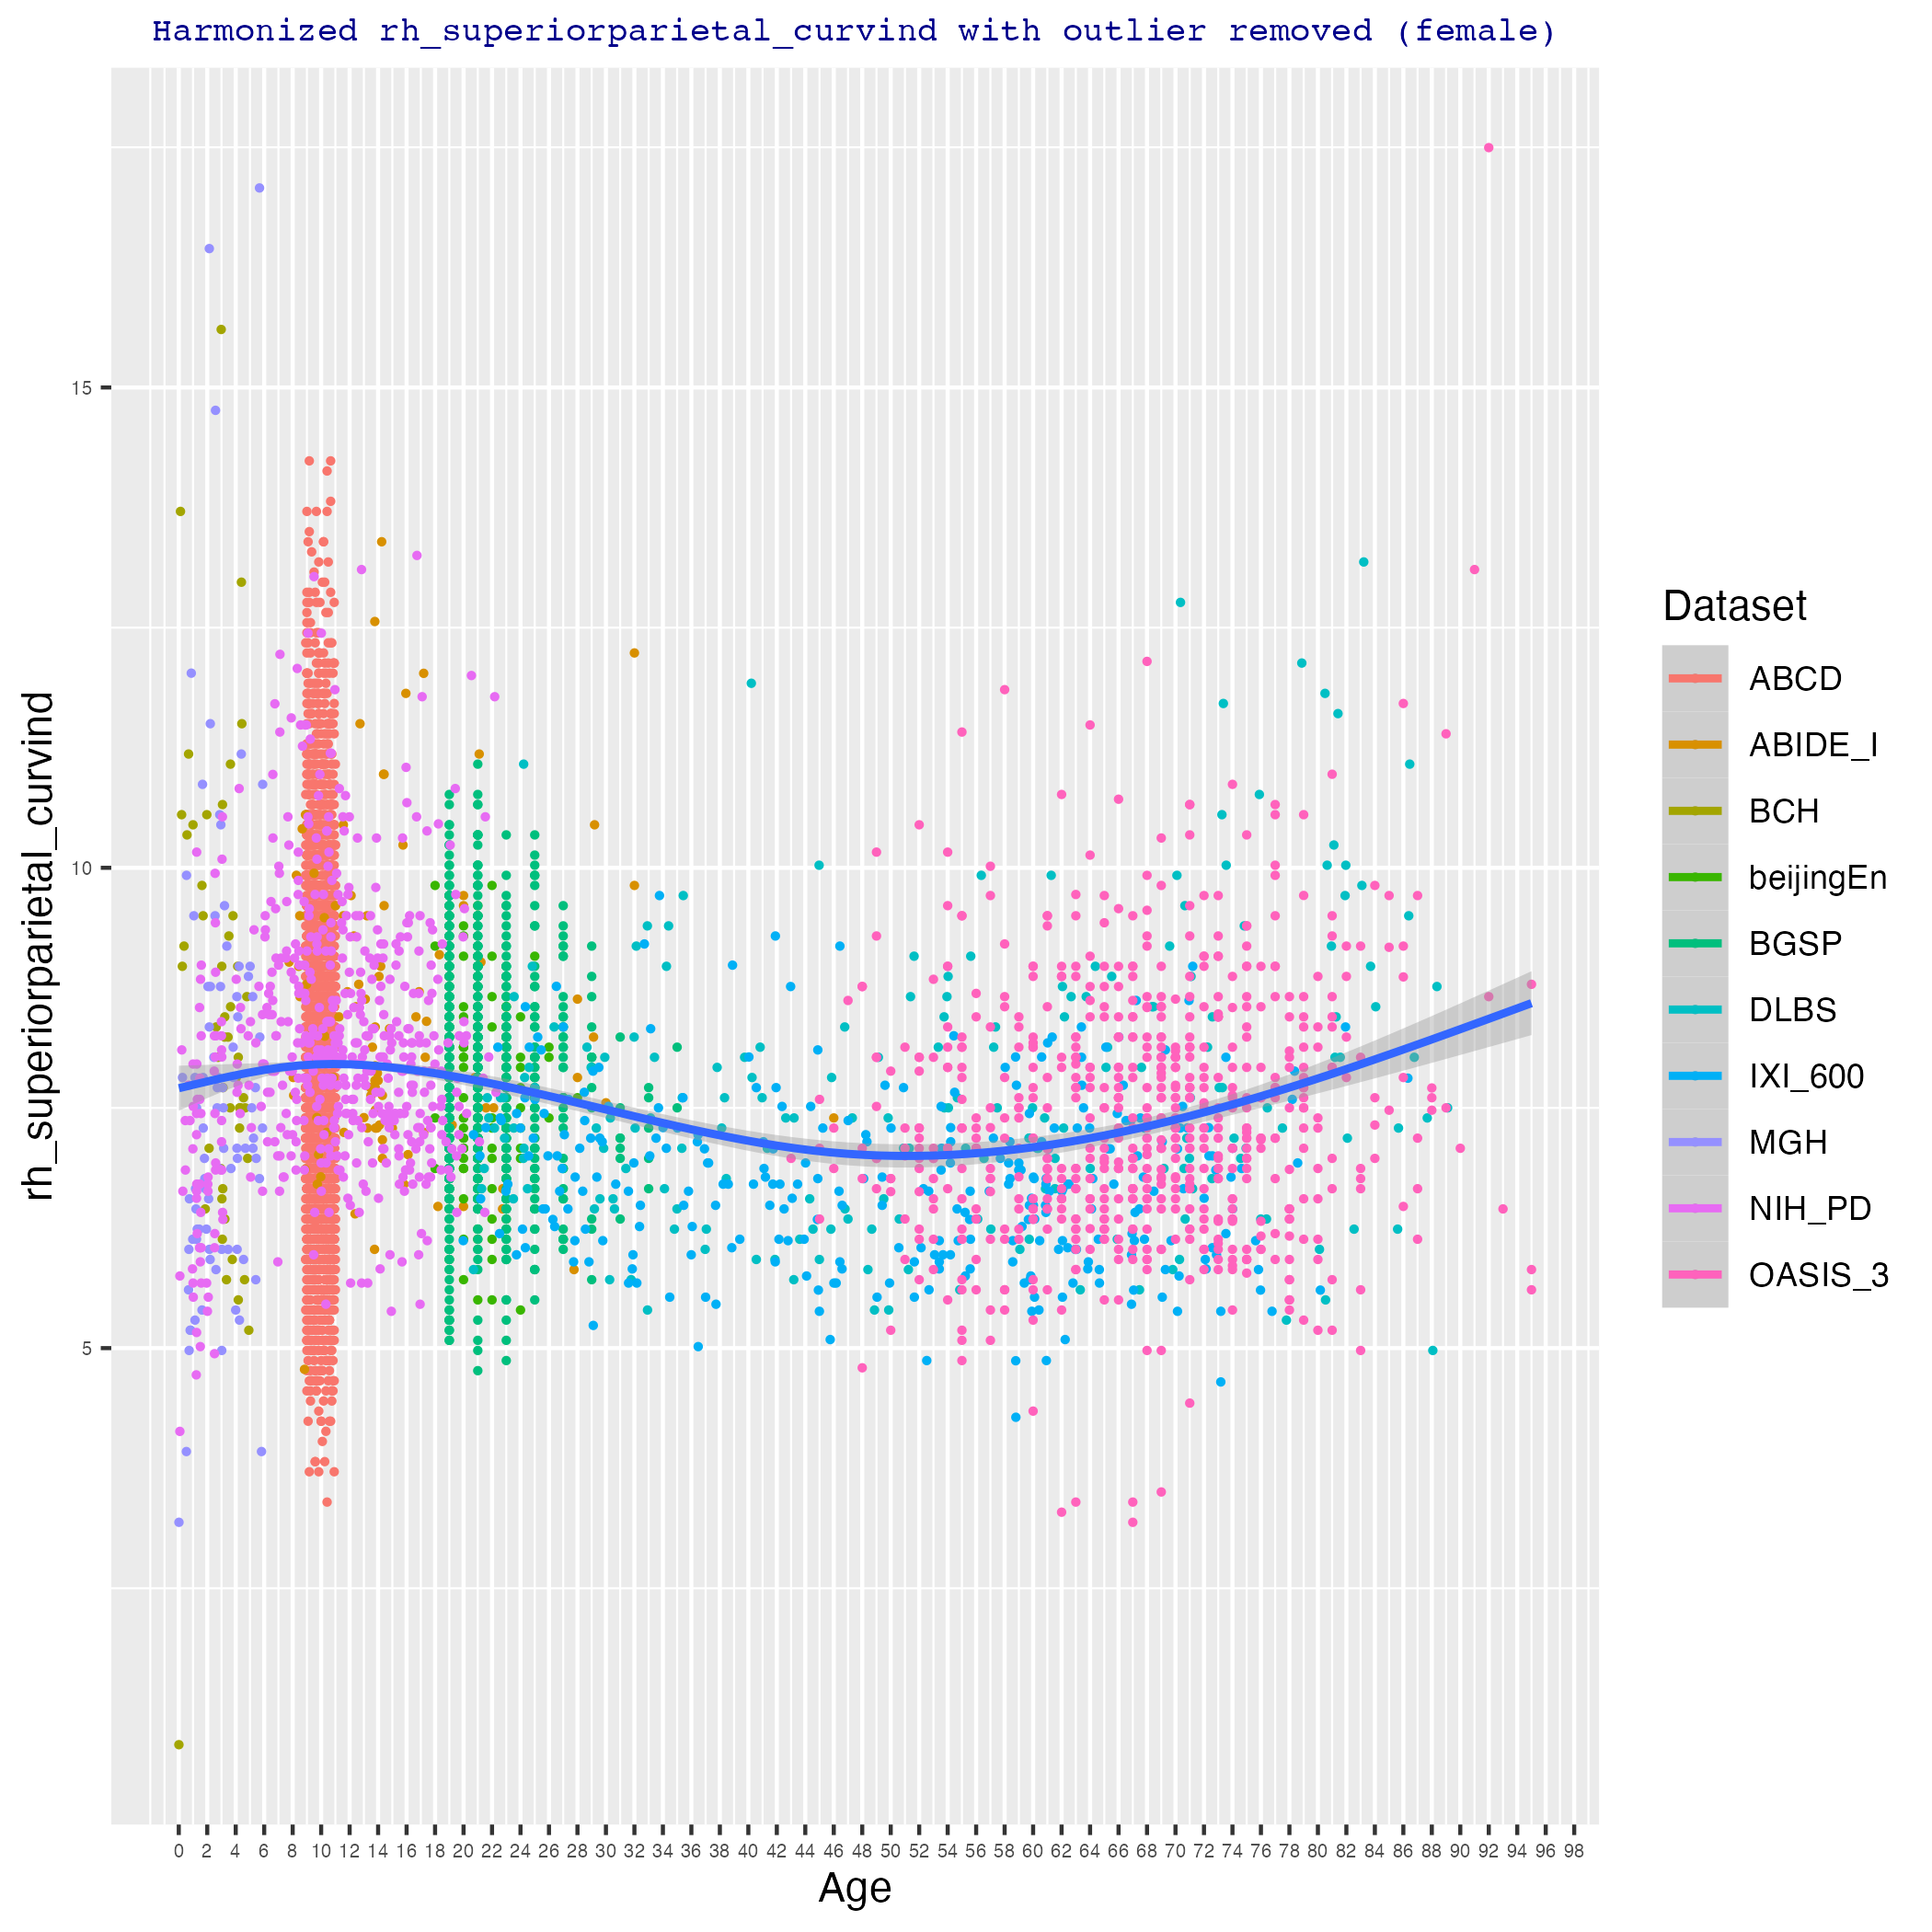 Harmonized rh_superiorparietal_curvind with outlier removed (female)
rh_superiorparietal_curvind
15
10
5
0 2 4 6 8 10 12 14 16 18 20 22 24 26 28 30 32 34 36 38 40 42 44 46 48 50 52 54 56 58 60 62 64 66 68 70 72 74 76 78 80 82 84 86 88 90 92 94 96 98
Age
Dataset
ABCD
ABIDE_I
BCH
beijingEn
BGSP
DLBS
IXI_600
MGH
NIH_PD
OASIS_3